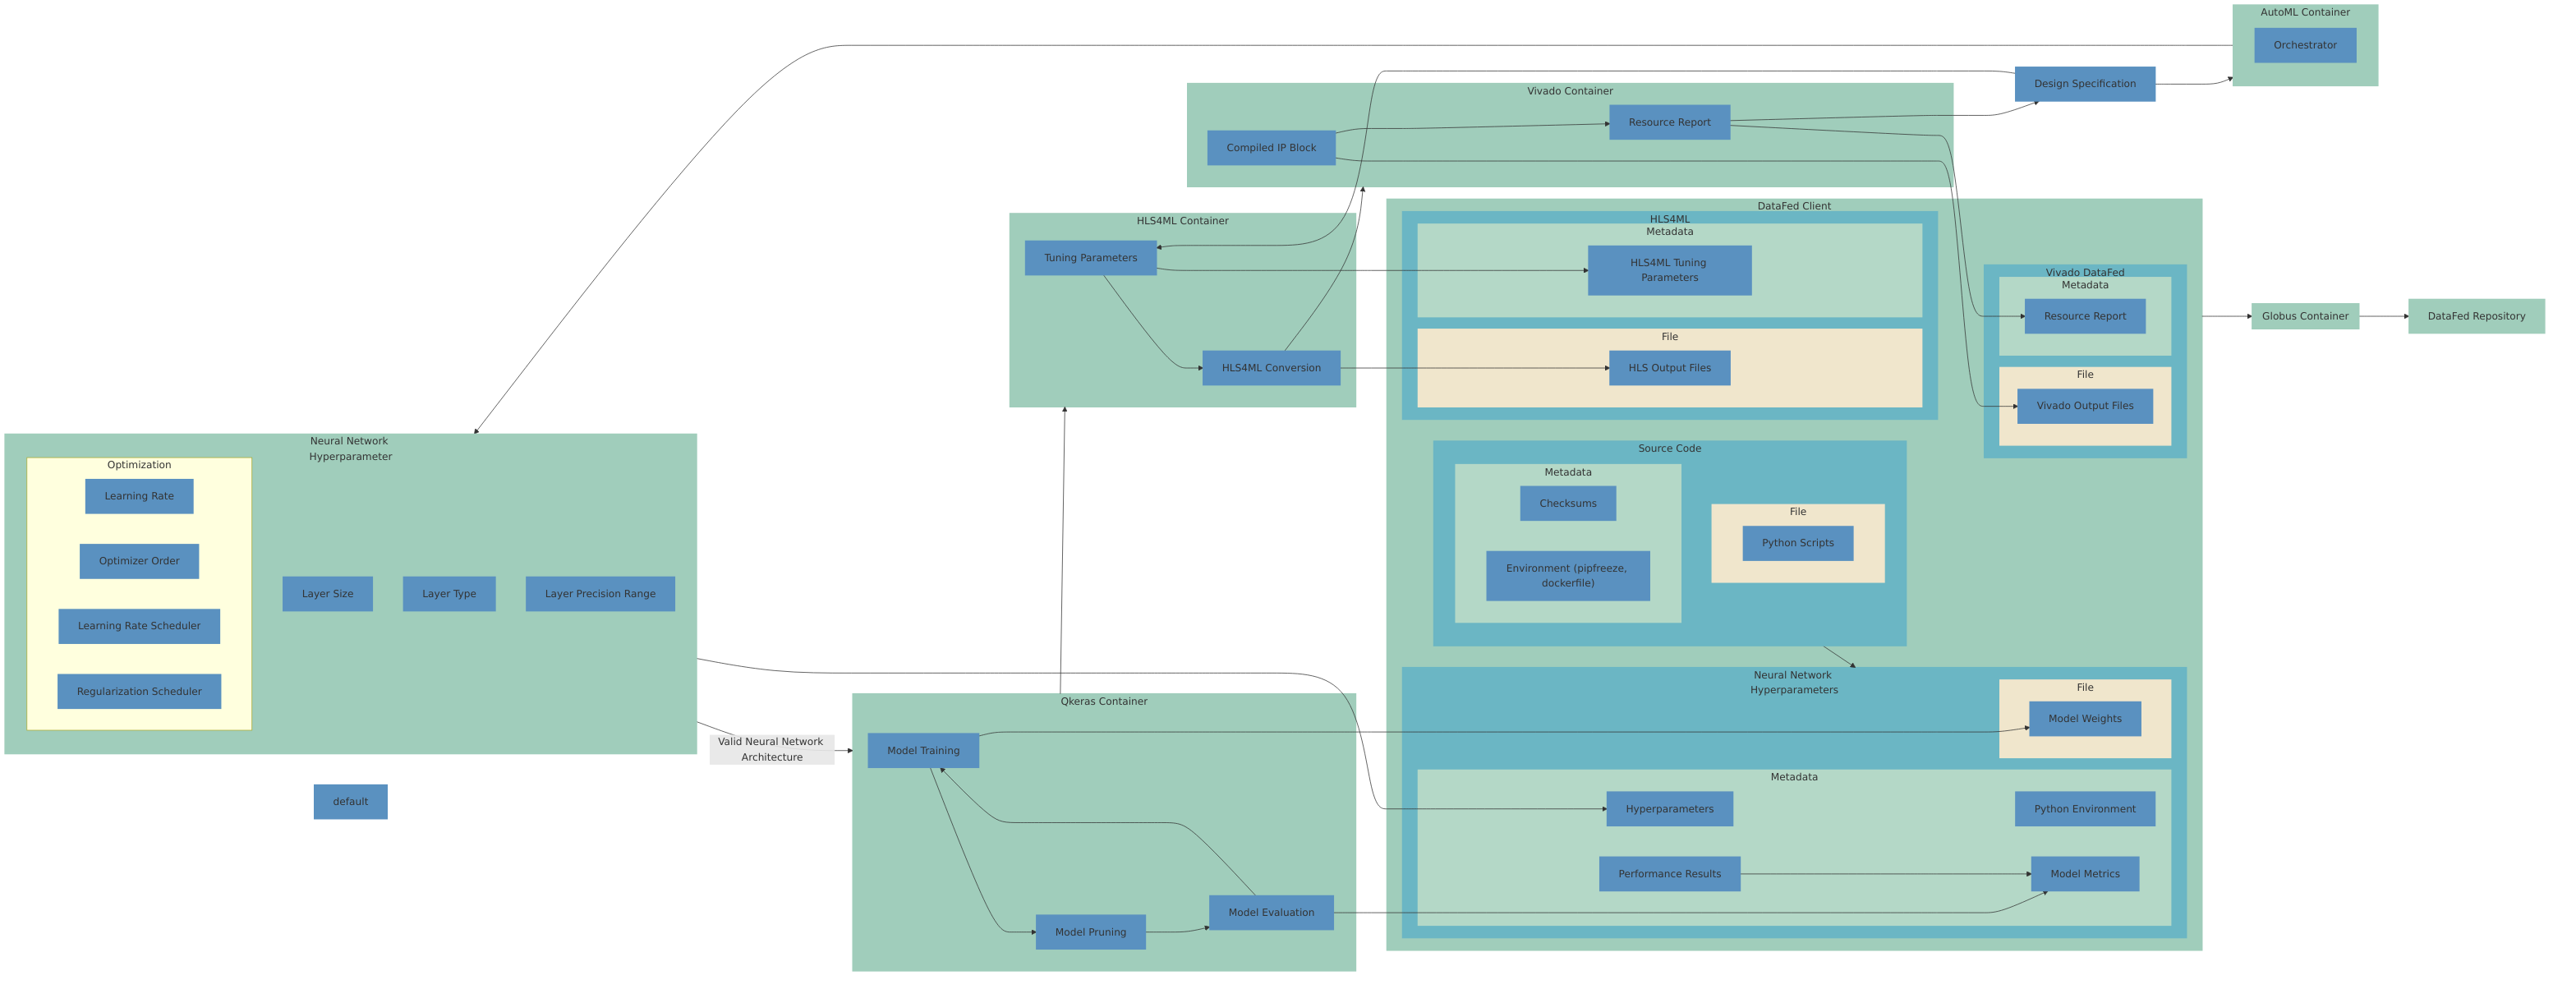 AutoML Container
Orchestrator
Design Specification
Vivado Container
Resource Report
Compiled IP Block
HLS4ML Container
Tuning Parameters
HLS4ML Conversion
DataFed Client
HLS4ML
Metadata
HLS4ML Tuning
Parameters
File
HLS Output Files
Vivado DataFed
Metadata
Resource Report
File
Vivado Output Files
Globus Container
DataFed Repository
Neural Network
Hyperparameter
Optimization
Learning Rate
Optimizer Order
Learning Rate Scheduler
Regularization Scheduler
Layer Size
Layer Type
Layer Precision Range
Source Code
Metadata
Checksums
Environment (pipfreeze,
dockerfile)
File
Python Scripts
Valid Neural Network
Architecture
default
Qkeras Container
Model Training
Model Pruning
Model Evaluation
Neural Network
Hyperparameters
File
Model Weights
Metadata
Hyperparameters
Python Environment
Performance Results
Model Metrics